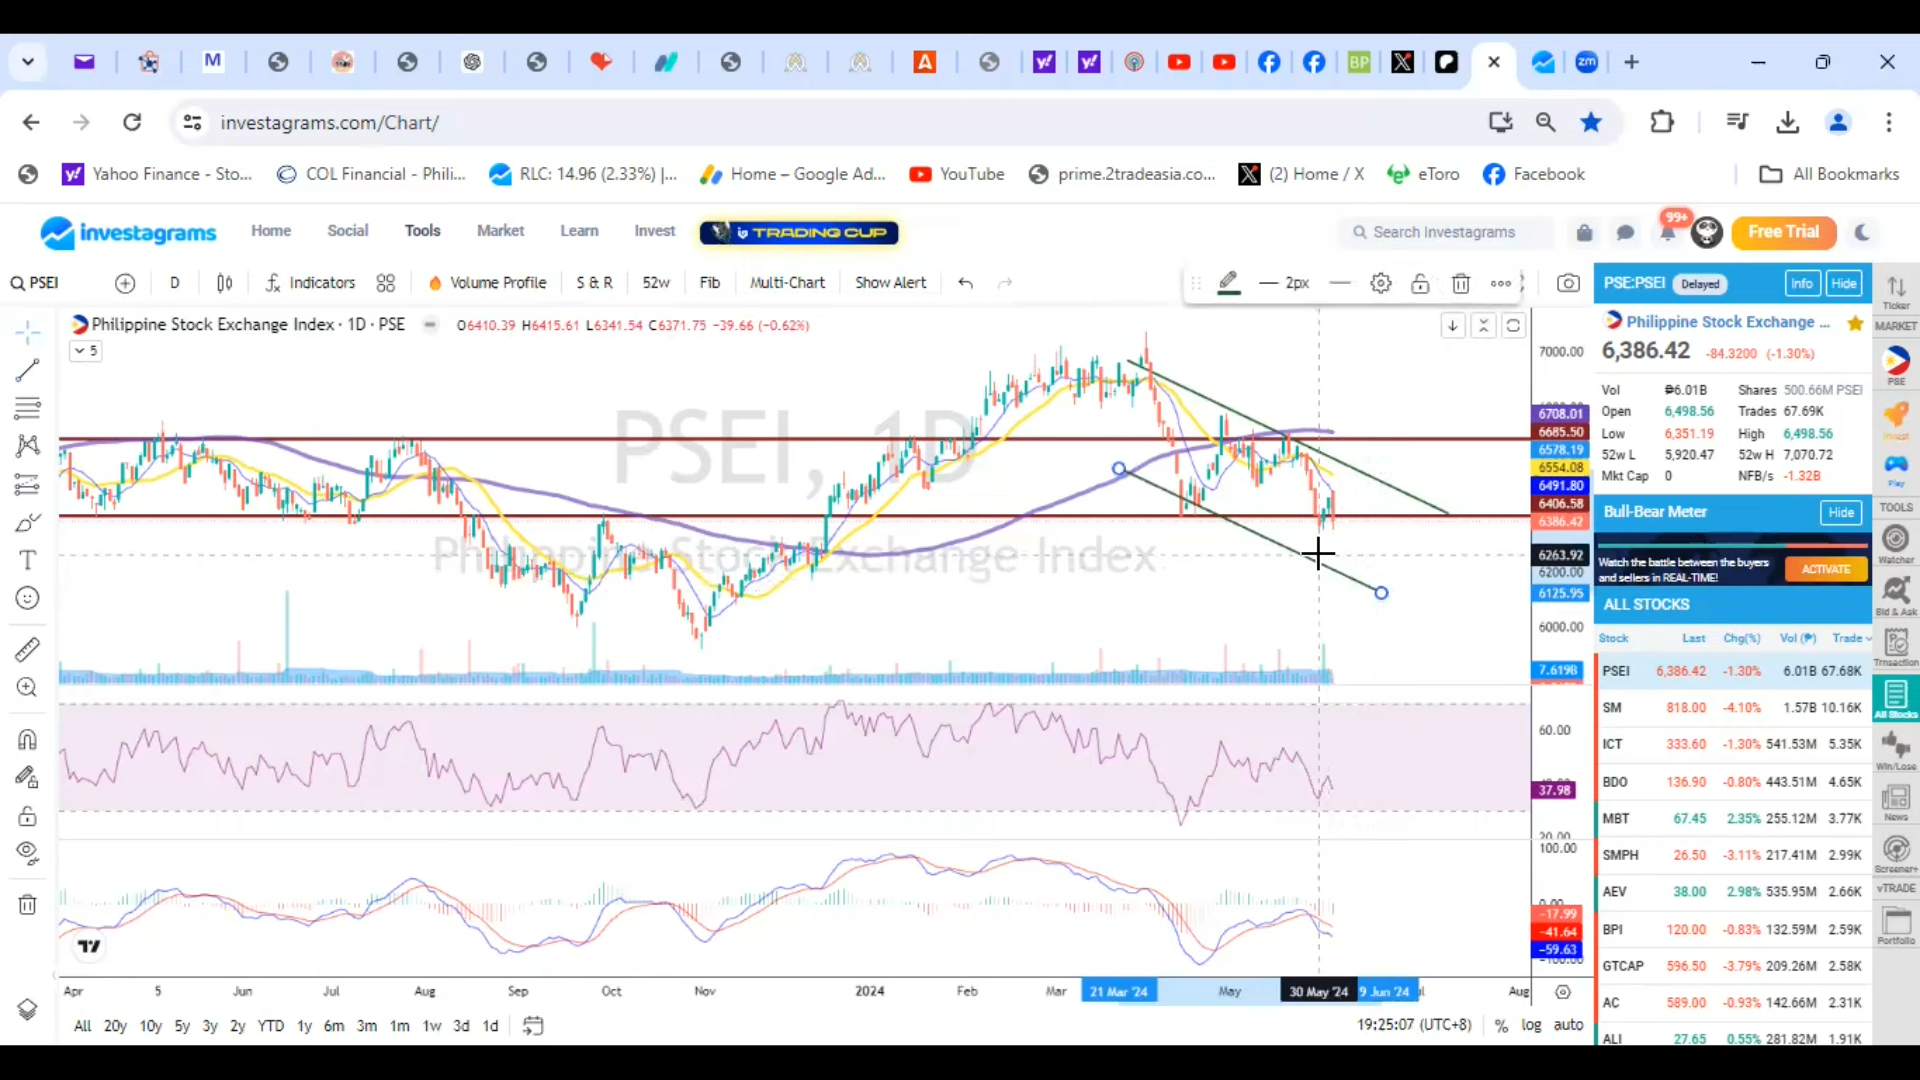 investagrams.com/Chart/
Yahoo Finance - Sto...
COL Financial - Phili...
RLC: 14.96 (2.33%) |...
Home – Google Ad...
YouTube
prime.2tradeasia.co...
(2) Home / X
eToro
Facebook
All Bookmarks
investagrams
Home
Social
Tools
Market
Learn
Invest
TRADING CUP
Search Investagrams
99+
Free Trial
PSEI
D
Indicators
Volume Profile
S & R
52w
Fib
Multi-Chart
Show Alert
2px
PSE:PSEI
Delayed
Info
Hide
Ticker
Philippine Stock Exchange Index · 1D · PSE
O6410.39 H6415.61 L6341.54 C6371.75 −39.66 (−0.62%)
5
PSEI, 1D
Philippine Stock Exchange Index
7000.00
6708.01
6685.50
6578.19
6554.08
6491.80
6406.58
6386.42
6263.92
6200.00
6125.95
6000.00
7.619B
60.00
37.98
20.00
100.00
0.00
−17.99
−41.64
−59.63
−100.00
Apr
5
Jun
Jul
Aug
Sep
Oct
Nov
2024
Feb
Mar
21 Mar '24
May
30 May '24
9 Jun '24
Aug
All
20y
10y
5y
3y
2y
YTD
1y
6m
3m
1m
1w
3d
1d
19:25:07 (UTC+8)
%
log
auto
Philippine Stock Exchange ...
6,386.42
-84.3200 (-1.30%)
Vol ₱6.01B Shares 500.66M PSEI
Open 6,498.56 Trades 67.69K
Low 6,351.19 High 6,498.56
52w L 5,920.47 52w H 7,070.72
Mkt Cap 0 NFB/s -1.32B
Bull-Bear Meter
Hide
Watch the battle between the buyers
and sellers in REAL-TIME!
ACTIVATE
ALL STOCKS
Stock Last Chg(%) Vol (₱) Trade
PSEI 6,386.42 -1.30% 6.01B 67.68K
SM 818.00 -4.10% 1.57B 10.16K
ICT 333.60 -1.30% 541.53M 5.35K
BDO 136.90 -0.80% 443.51M 4.65K
MBT 67.45 2.35% 255.12M 3.77K
SMPH 26.50 -3.11% 217.41M 2.99K
AEV 38.00 2.98% 535.95M 2.66K
BPI 120.00 -0.83% 132.59M 2.59K
GTCAP 596.50 -3.79% 209.26M 2.58K
AC 589.00 -0.93% 142.66M 2.31K
ALI 27.65 0.55% 281.82M 1.91K
MARKET
PSE
Invest
Play
TOOLS
Watcher
Bid & Ask
Trnsaction
All Stocks
Win/Lose
News
Screener+
vTRADE
Portfolio